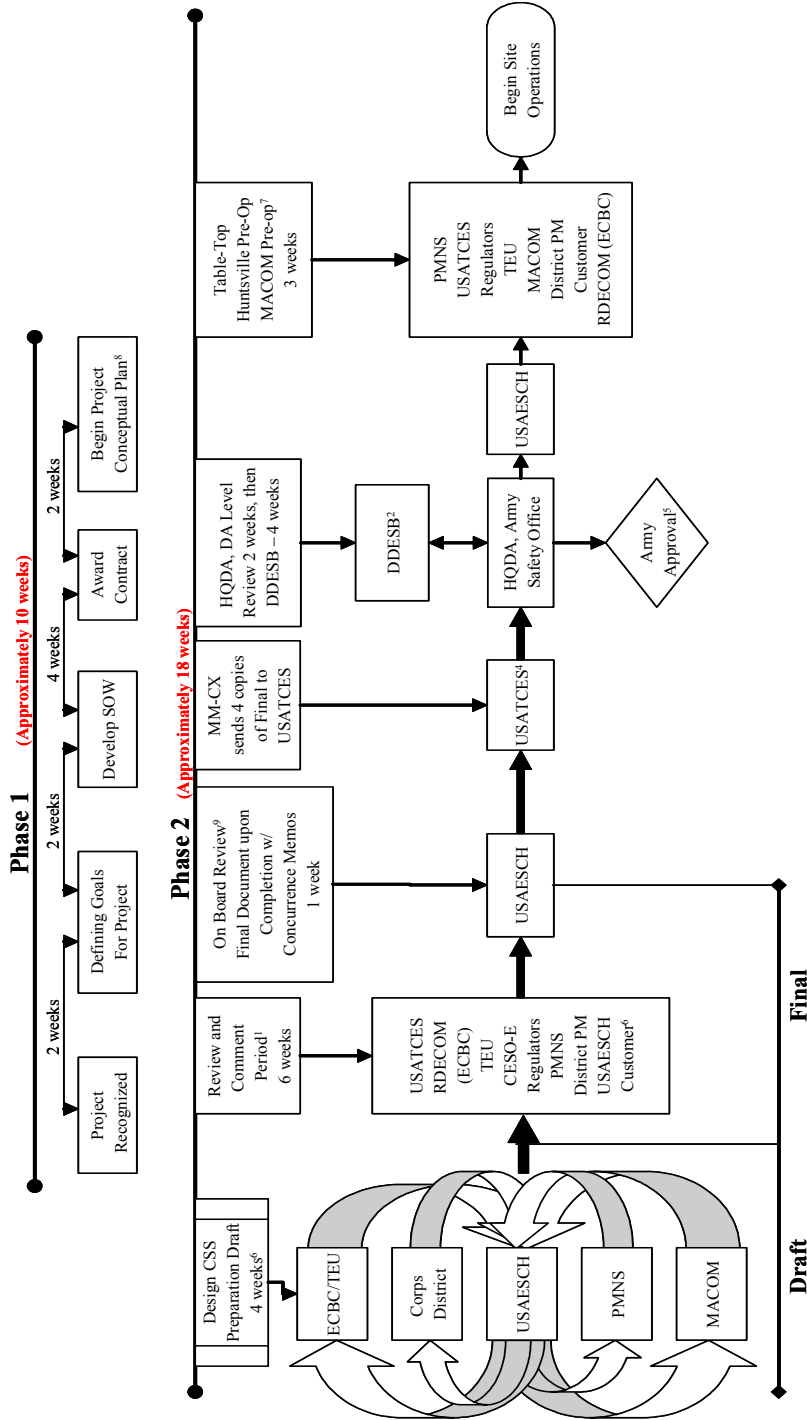 Phase 1
(Approximately 10 weeks)
2 weeks
2 weeks
4 weeks
2 weeks
Project
Recognized
Defining Goals
For Project
Develop SOW
Award
Contract
Begin Project
Conceptual Plan⁸
Phase 2
(Approximately 18 weeks)
Design CSS
Preparation Draft
4 weeks⁶
Review and
Comment
Period¹
6 weeks
On Board Review⁹
Final Document upon
Completion w/
Concurrence Memos
1 week
MM-CX
sends 4 copies
of Final to
USATCES
HQDA, DA Level
Review 2 weeks, then
DDESB – 4 weeks
Table-Top
Huntsville Pre-Op
MACOM Pre-op⁷
3 weeks
ECBC/TEU
Corps
District
USAESCH
PMNS
MACOM
USATCES
RDECOM
(ECBC)
TEU
CESO-E
Regulators
PMNS
District PM
USAESCH
Customer⁶
USAESCH
USATCES⁴
DDESB²
HQDA, Army
Safety Office
Army
Approval⁵
USAESCH
PMNS
USATCES
Regulators
TEU
MACOM
District PM
Customer
RDECOM (ECBC)
Begin Site
Operations
Draft
Final